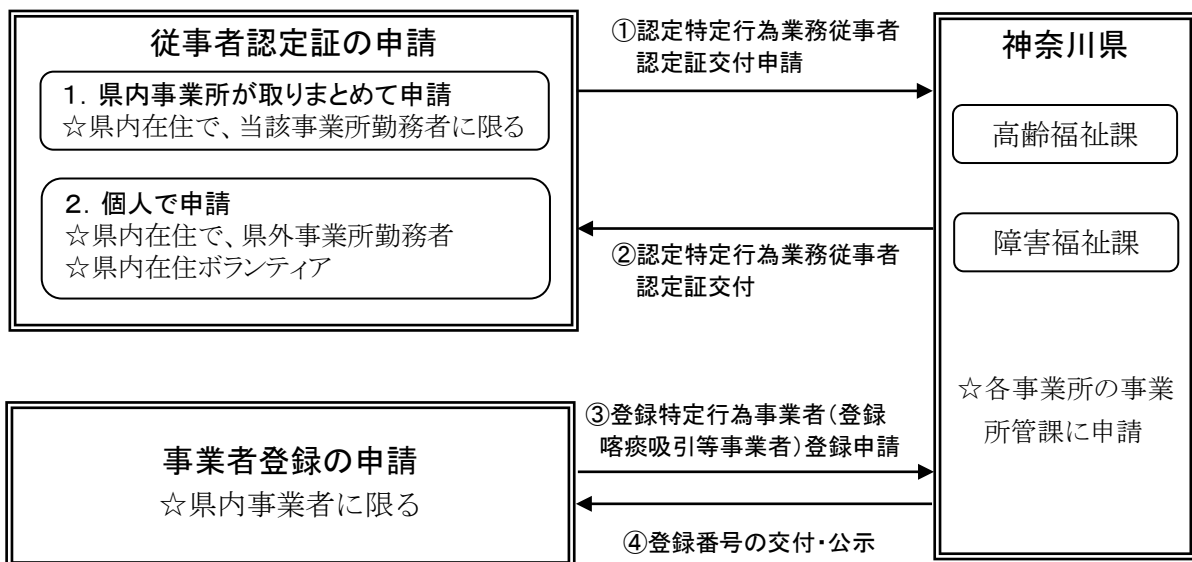 従事者認定証の申請
1．県内事業所が取りまとめて申請
☆県内在住で、当該事業所勤務者に限る
2．個人で申請
☆県内在住で、県外事業所勤務者
☆県内在住ボランティア
①認定特定行為業務従事者
認定証交付申請
②認定特定行為業務従事者
認定証交付
神奈川県
高齢福祉課
障害福祉課
☆各事業所の事業
所管課に申請
事業者登録の申請
☆県内事業者に限る
③登録特定行為事業者（登録
喀痰吸引等事業者）登録申請
④登録番号の交付・公示